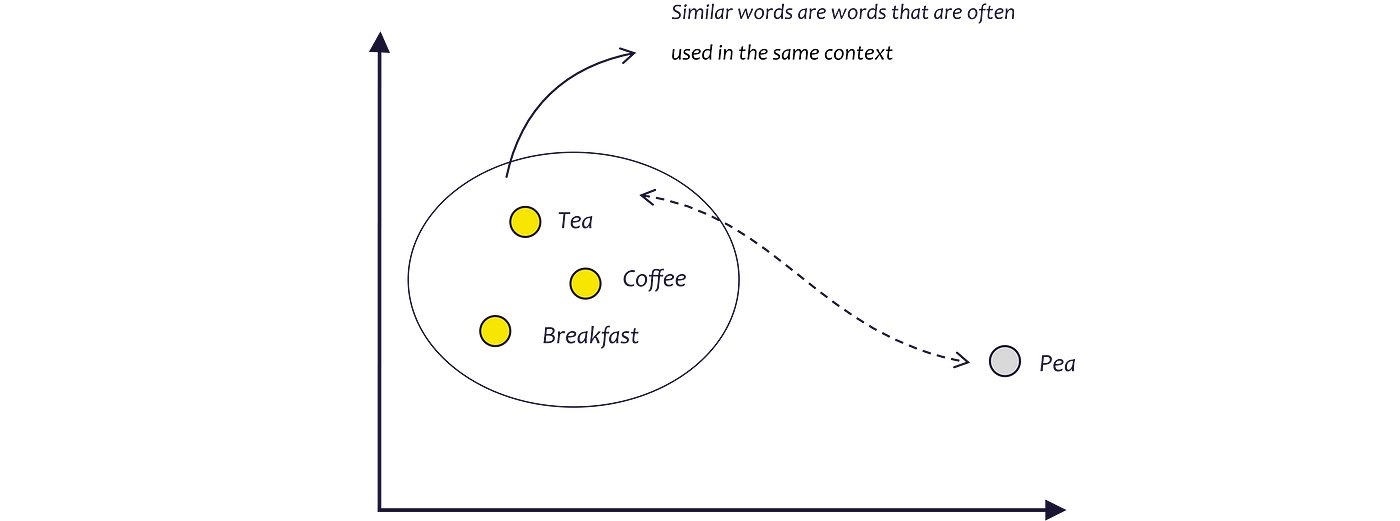 Similar words are words that are often
used in the same context
Tea
Coffee
Breakfast
Pea